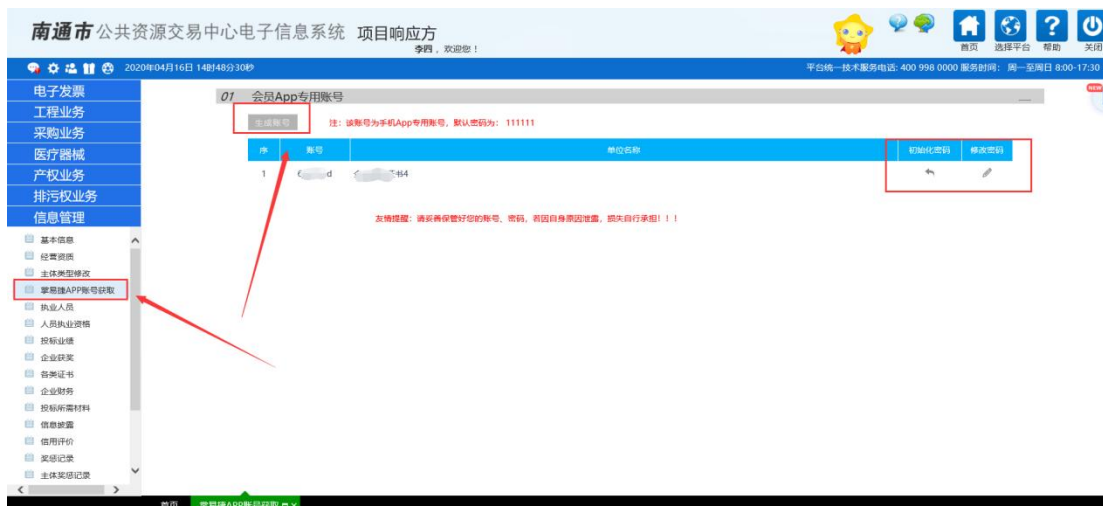 南通市公共资源交易中心电子信息系统 项目响应方
李四，欢迎您！
首页 选择平台 帮助 关闭
2020年04月16日 14时48分30秒
平台统一技术服务电话: 400 998 0000 服务时间: 周一至周日 8:00-17:30
电子发票
工程业务
采购业务
医疗器械
产权业务
排污权业务
信息管理
基本信息
经营资质
主体类型修改
掌易捷APP账号获取
执业人员
人员执业资格
投标业绩
企业获奖
各类证书
企业财务
投标所需材料
信息披露
信用评价
奖惩记录
主体奖惩记录
01 会员App专用账号
NEW
生成账号
注：该账号为手机App专用账号，默认密码为：111111
序 账号 单位名称 初始化密码 修改密码
1 d 书4
友情提醒：请妥善保管好您的账号、密码，若因自身原因泄露，损失自行承担！！！
首页 掌易捷APP账号获取